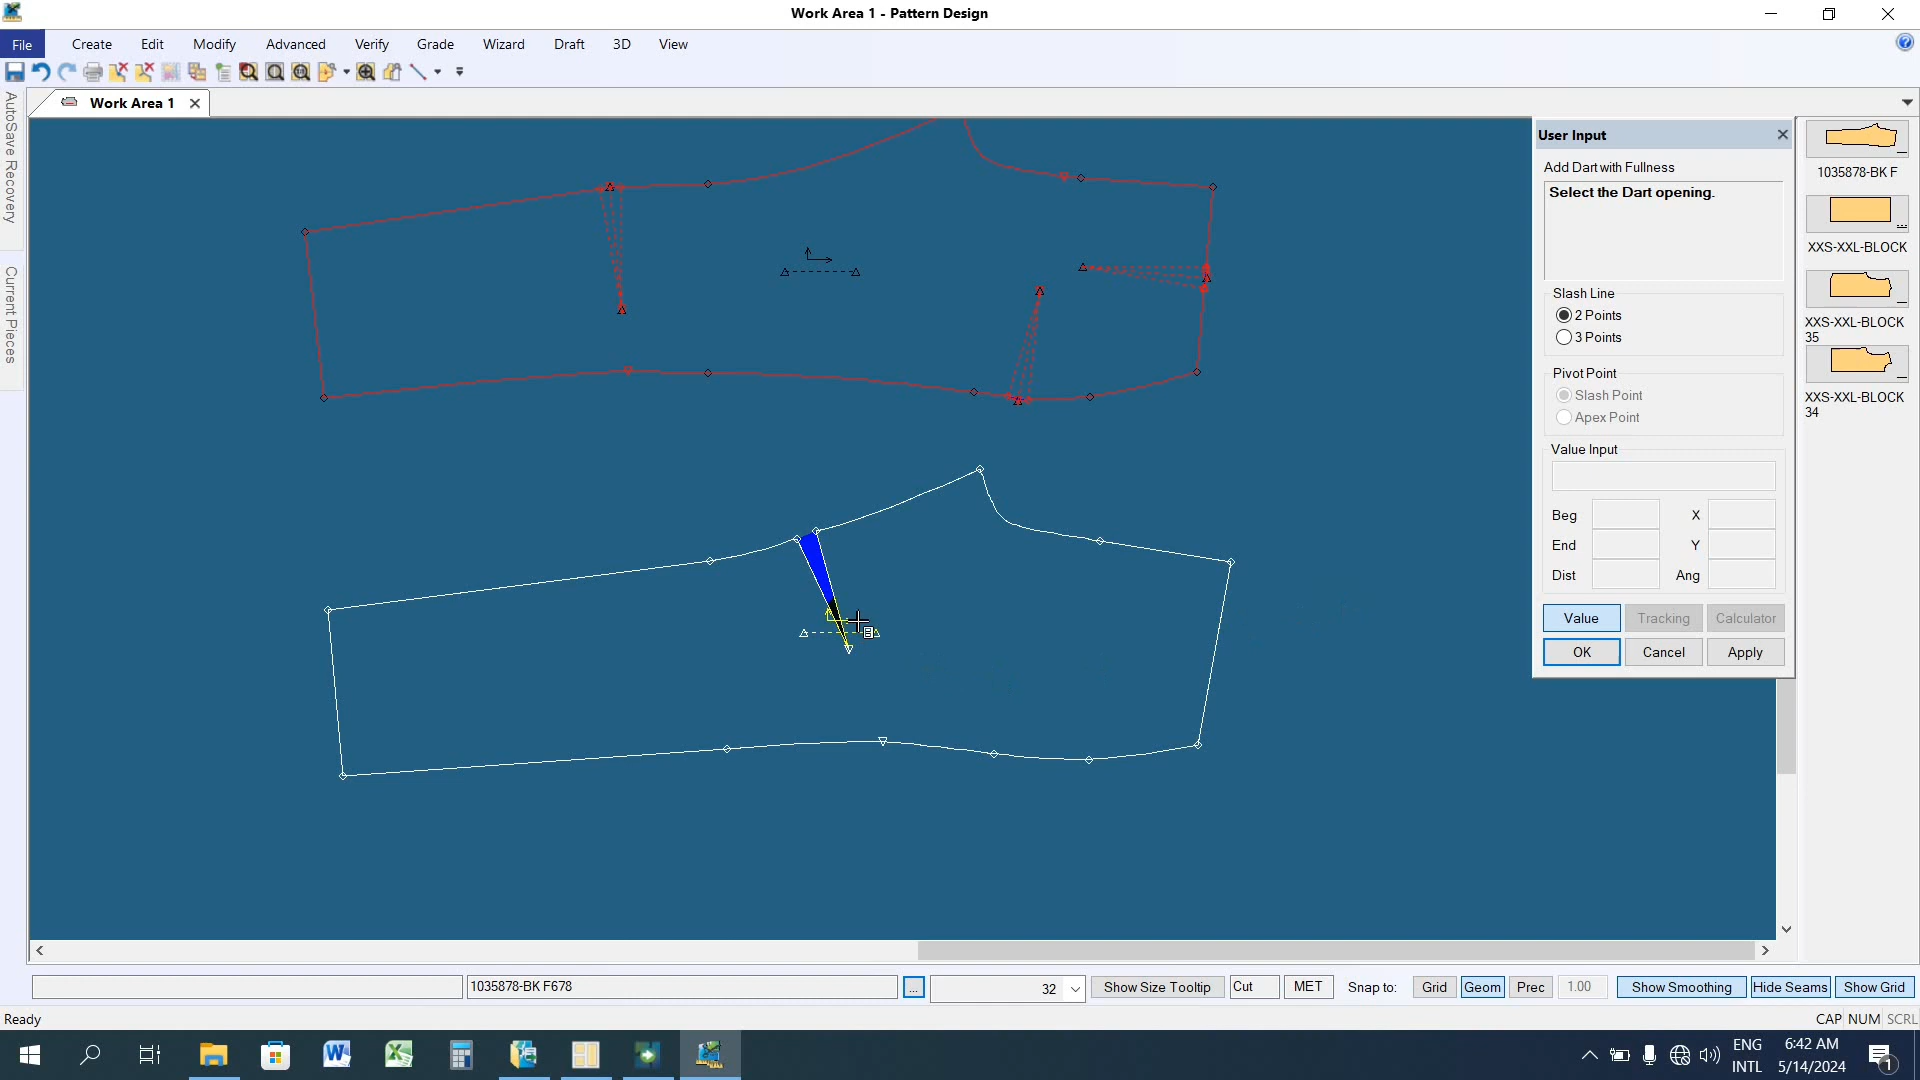 Work Area 1 - Pattern Design
File Create Edit Modify Advanced Verify Grade Wizard Draft 3D View
Work Area 1
AutoSave Recovery
Current Pieces
User Input
Add Dart with Fullness
Select the Dart opening.
Slash Line
2 Points
3 Points
Pivot Point
Slash Point
Apex Point
Value Input
Beg X
End Y
Dist Ang
Value Tracking Calculator
OK Cancel Apply
1035878-BK F
XXS-XXL-BLOCK
XXS-XXL-BLOCK
35
XXS-XXL-BLOCK
34
1035878-BK F678 ... 32 Show Size Tooltip Cut MET Snap to: Grid Geom Prec 1.00 Show Smoothing Hide Seams Show Grid
Ready CAP NUM SCRL
ENG 6:42 AM
INTL 5/14/2024 1